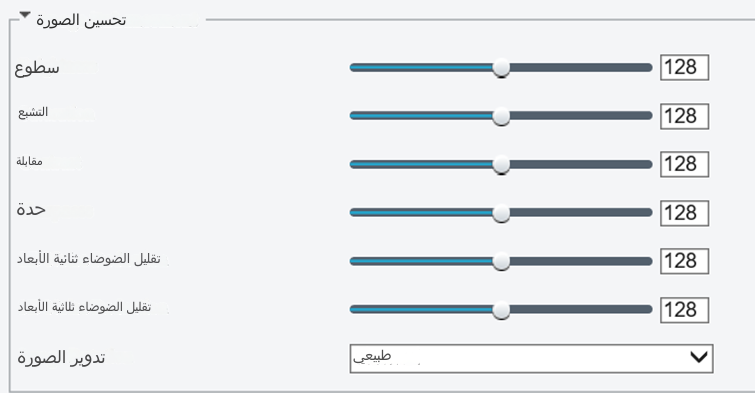 تحسين الصورة
سطوع 128
التشبع 128
مقابلة 128
حدة 128
تقليل الضوضاء ثنائية الأبعاد 128
تقليل الضوضاء ثلاثية الأبعاد 128
تدوير الصورة طبيعي